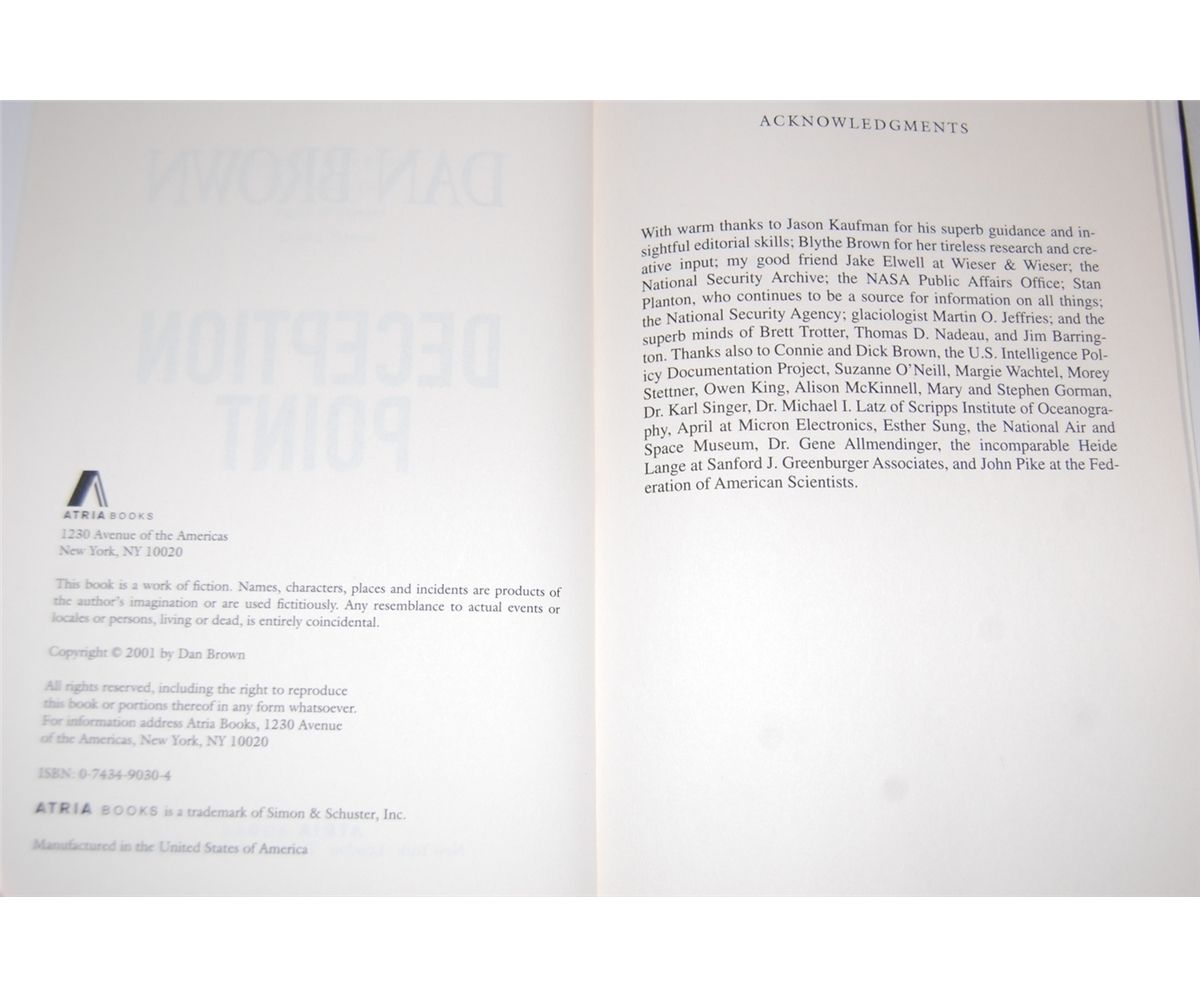 DAN BROWN
DECEPTION
POINT
ATRIA BOOKS
1230 Avenue of the Americas
New York, NY 10020
This book is a work of fiction. Names, characters, places and incidents are products of
the author's imagination or are used fictitiously. Any resemblance to actual events or
locales or persons, living or dead, is entirely coincidental.
Copyright © 2001 by Dan Brown
All rights reserved, including the right to reproduce
this book or portions thereof in any form whatsoever.
For information address Atria Books, 1230 Avenue
of the Americas, New York, NY 10020
ISBN: 0-7434-9030-4
ATRIA BOOKS is a trademark of Simon & Schuster, Inc.
Manufactured in the United States of America
ACKNOWLEDGMENTS
With warm thanks to Jason Kaufman for his superb guidance and in-
sightful editorial skills; Blythe Brown for her tireless research and cre-
ative input; my good friend Jake Elwell at Wieser & Wieser; the
National Security Archive; the NASA Public Affairs Office; Stan
Planton, who continues to be a source for information on all things;
the National Security Agency; glaciologist Martin O. Jeffries; and the
superb minds of Brett Trotter, Thomas D. Nadeau, and Jim Barring-
ton. Thanks also to Connie and Dick Brown, the U.S. Intelligence Pol-
icy Documentation Project, Suzanne O'Neill, Margie Wachtel, Morey
Stettner, Owen King, Alison McKinnell, Mary and Stephen Gorman,
Dr. Karl Singer, Dr. Michael I. Latz of Scripps Institute of Oceanogra-
phy, April at Micron Electronics, Esther Sung, the National Air and
Space Museum, Dr. Gene Allmendinger, the incomparable Heide
Lange at Sanford J. Greenburger Associates, and John Pike at the Fed-
eration of American Scientists.